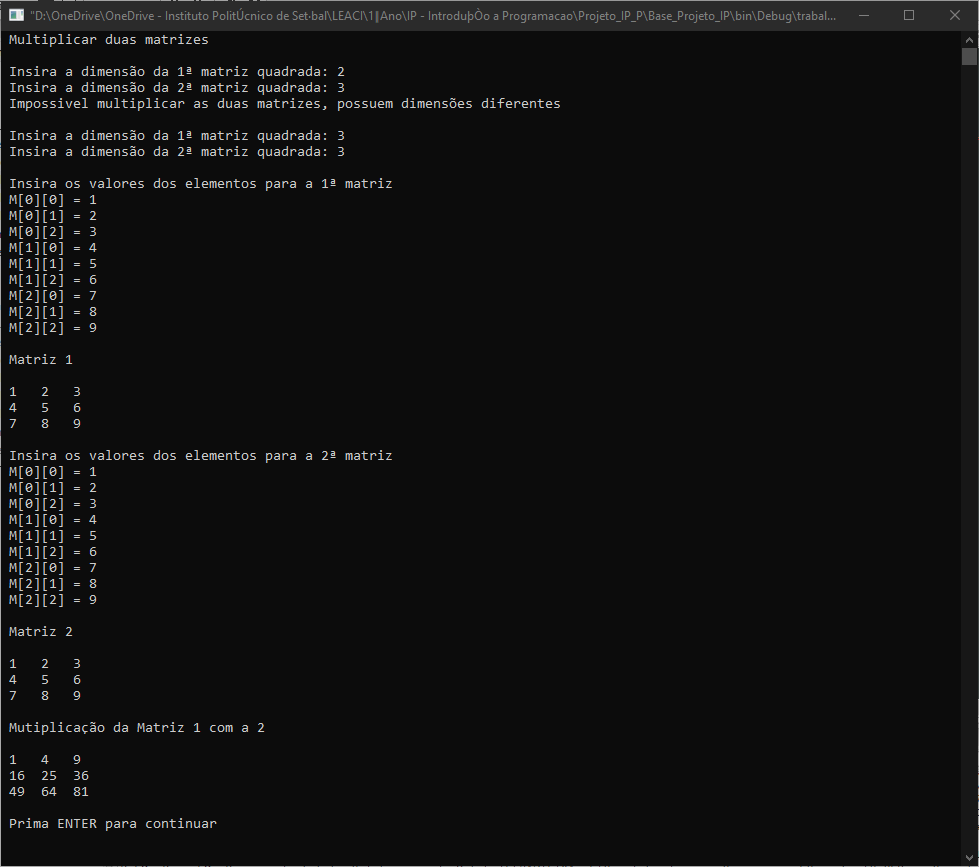 "D:\OneDrive\OneDrive - Instituto PolitÚcnico de Set·bal\LEACI\1║Ano\IP - IntroduþÒo a Programacao\Projeto_IP_P\Base_Projeto_IP\bin\Debug\trabal...
Multiplicar duas matrizes
Insira a dimensão da 1ª matriz quadrada: 2
Insira a dimensão da 2ª matriz quadrada: 3
Impossivel multiplicar as duas matrizes, possuem dimensões diferentes
Insira a dimensão da 1ª matriz quadrada: 3
Insira a dimensão da 2ª matriz quadrada: 3
Insira os valores dos elementos para a 1ª matriz
M[0][0] = 1
M[0][1] = 2
M[0][2] = 3
M[1][0] = 4
M[1][1] = 5
M[1][2] = 6
M[2][0] = 7
M[2][1] = 8
M[2][2] = 9
Matriz 1
1 2 3
4 5 6
7 8 9
Insira os valores dos elementos para a 2ª matriz
M[0][0] = 1
M[0][1] = 2
M[0][2] = 3
M[1][0] = 4
M[1][1] = 5
M[1][2] = 6
M[2][0] = 7
M[2][1] = 8
M[2][2] = 9
Matriz 2
1 2 3
4 5 6
7 8 9
Mutiplicação da Matriz 1 com a 2
1 4 9
16 25 36
49 64 81
Prima ENTER para continuar